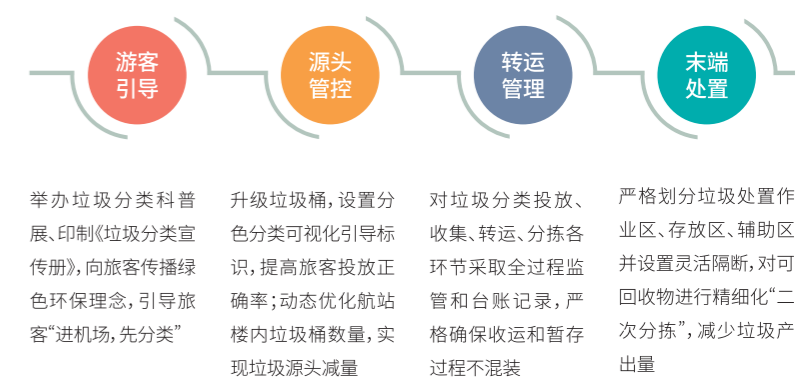 游客
引导
源头
管控
转运
管理
末端
处置
举办垃圾分类科普
展、印制《垃圾分类宣
传册》，向旅客传播绿
色环保理念，引导旅
客“进机场，先分类”
升级垃圾桶，设置分
色分类可视化引导标
识，提高旅客投放正
确率；动态优化航站
楼内垃圾桶数量，实
现垃圾源头减量
对垃圾分类投放、
收集、转运、分拣各
环节采取全过程监
管和台账记录，严
格确保收运和暂存
过程不混装
严格划分垃圾处置作
业区、存放区、辅助区
并设置灵活隔断，对可
回收物进行精细化“二
次分拣”，减少垃圾产
出量